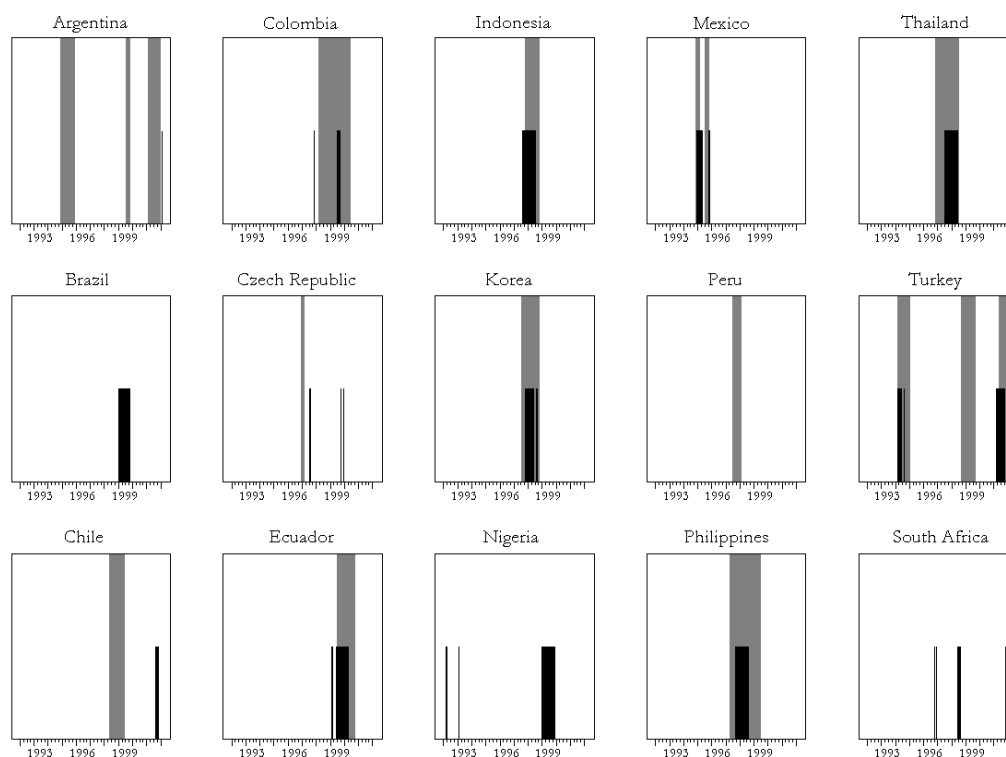 Argentina Colombia Indonesia Mexico Thailand
1993 1996 1999 1993 1996 1999 1993 1996 1999 1993 1996 1999 1993 1996 1999
Brazil Czech Republic Korea Peru Turkey
1993 1996 1999 1993 1996 1999 1993 1996 1999 1993 1996 1999 1993 1996 1999
Chile Ecuador Nigeria Philippines South Africa
1993 1996 1999 1993 1996 1999 1993 1996 1999 1993 1996 1999 1993 1996 1999